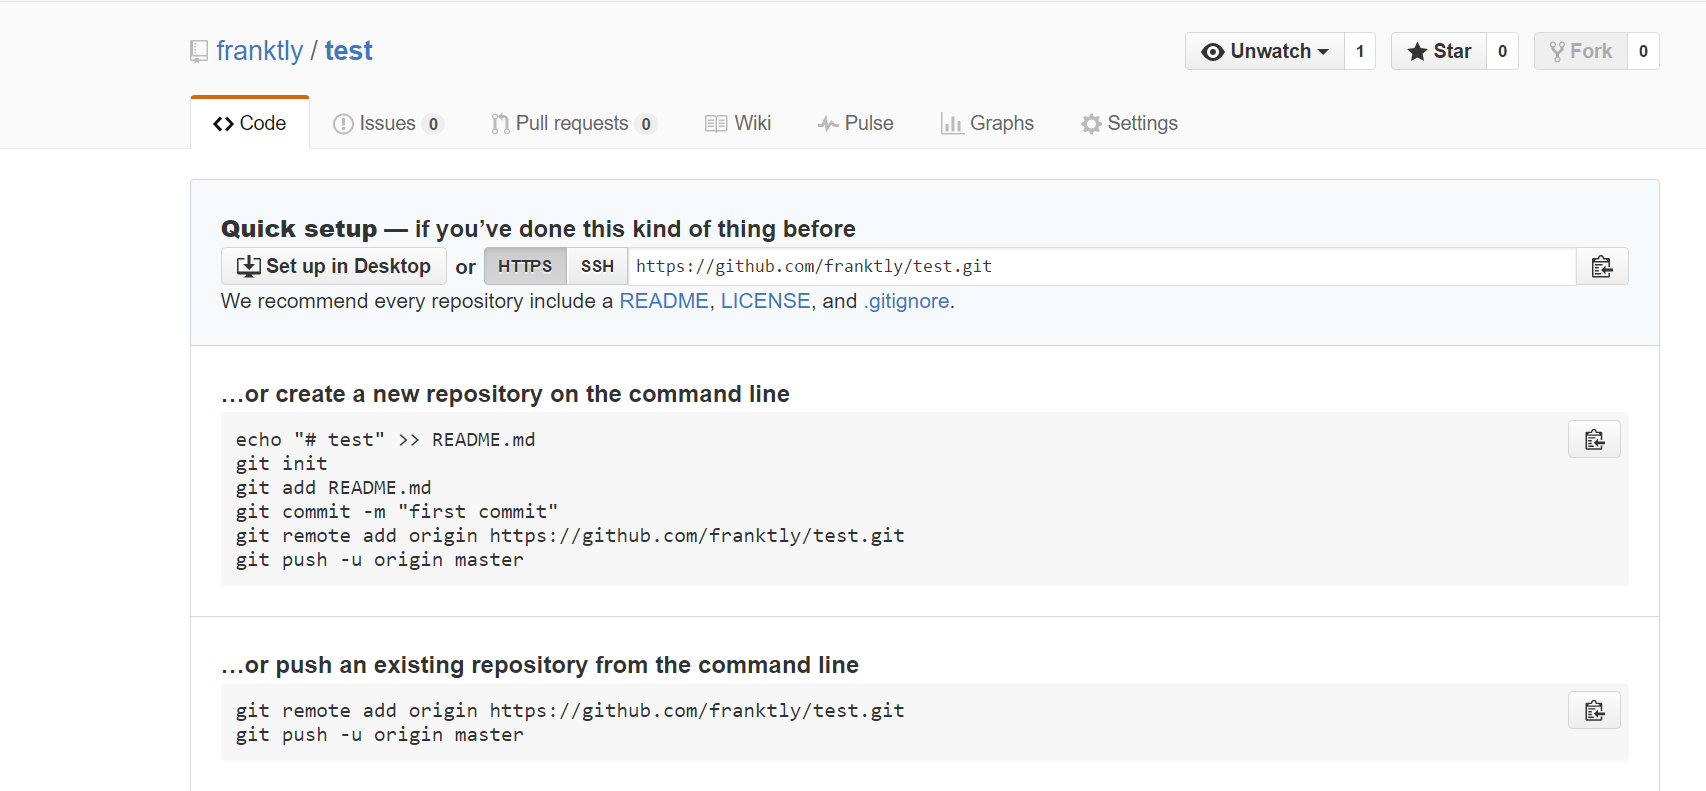 franktly / test
Unwatch 1 Star 0 Fork 0
Code Issues 0 Pull requests 0 Wiki Pulse Graphs Settings
Quick setup — if you’ve done this kind of thing before
Set up in Desktop or HTTPS SSH https://github.com/franktly/test.git
We recommend every repository include a README, LICENSE, and .gitignore.
…or create a new repository on the command line
echo "# test" >> README.md
git init
git add README.md
git commit -m "first commit"
git remote add origin https://github.com/franktly/test.git
git push -u origin master
…or push an existing repository from the command line
git remote add origin https://github.com/franktly/test.git
git push -u origin master